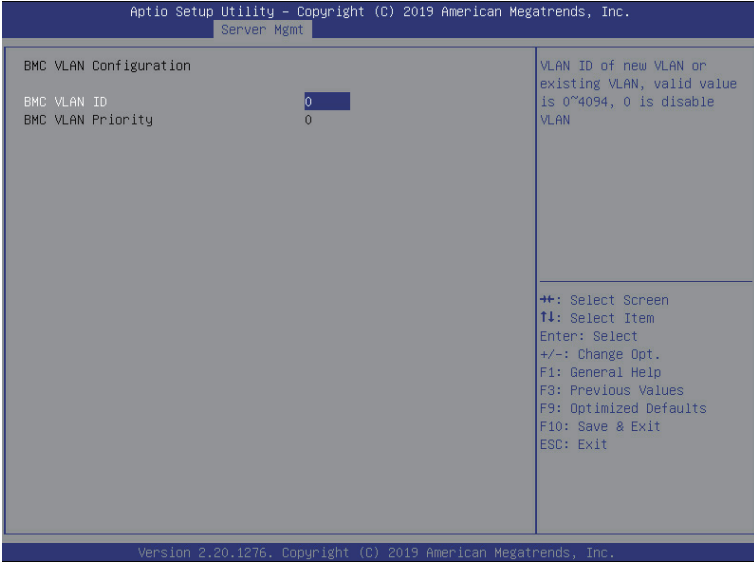 Aptio Setup Utility – Copyright (C) 2019 American Megatrends, Inc.
Server Mgmt
BMC VLAN Configuration
BMC VLAN ID 0
BMC VLAN Priority 0
VLAN ID of new VLAN or
existing VLAN, valid value
is 0~4094, 0 is disable
VLAN
→←: Select Screen
↑↓: Select Item
Enter: Select
+/-: Change Opt.
F1: General Help
F3: Previous Values
F9: Optimized Defaults
F10: Save & Exit
ESC: Exit
Version 2.20.1276. Copyright (C) 2019 American Megatrends, Inc.